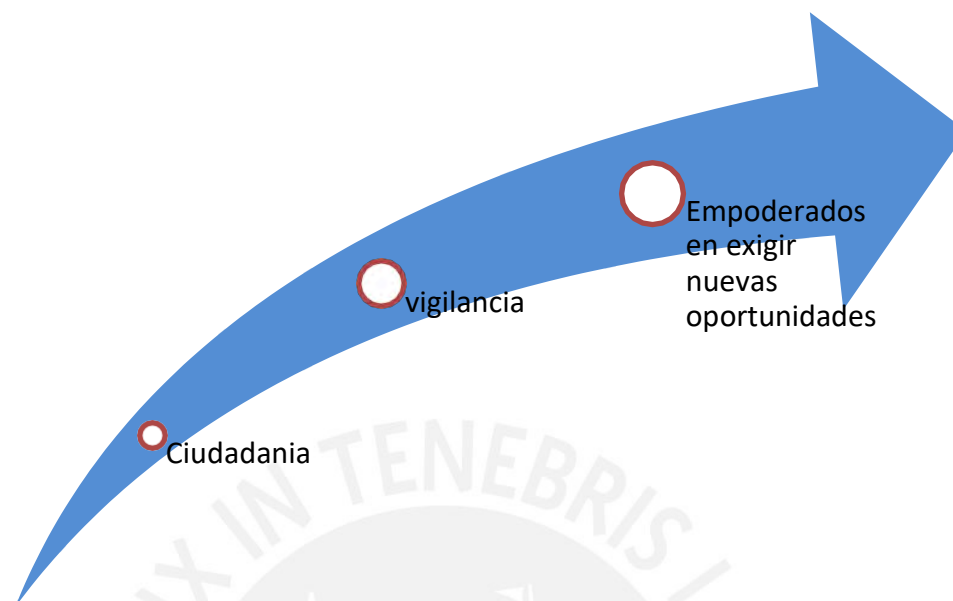 Empoderados
en exigir
nuevas
oportunidades
vigilancia
Ciudadania
IN TENEBRIS